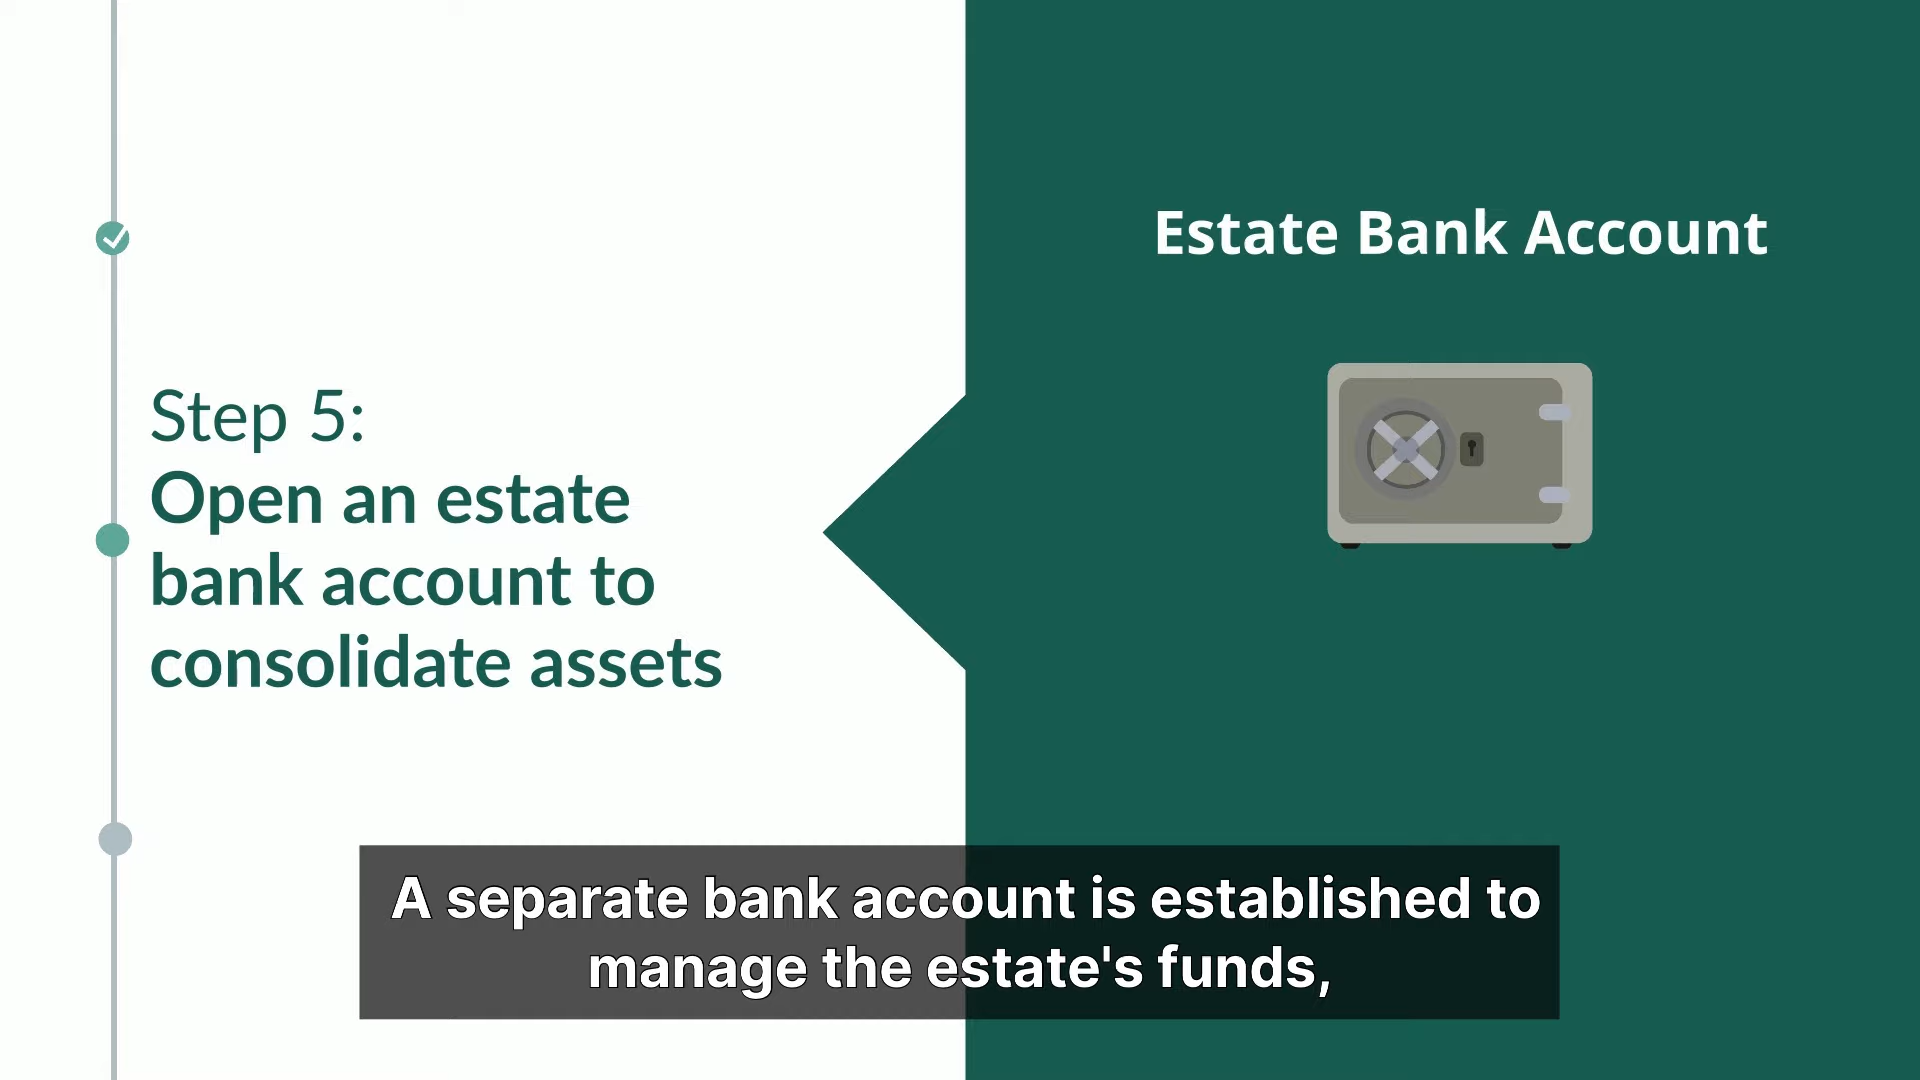 Step 5:
Open an estate
bank account to
consolidate assets
Estate Bank Account
A separate bank account is established to
manage the estate's funds,